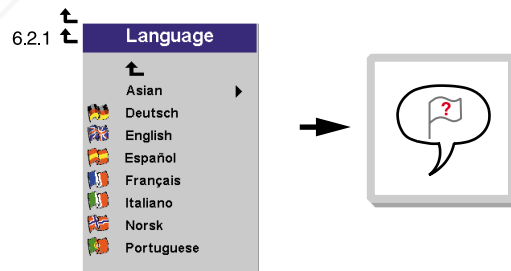 6.2.1 Language
Asian
Deutsch
English
Español
Français
Italiano
Norsk
Portuguese
?